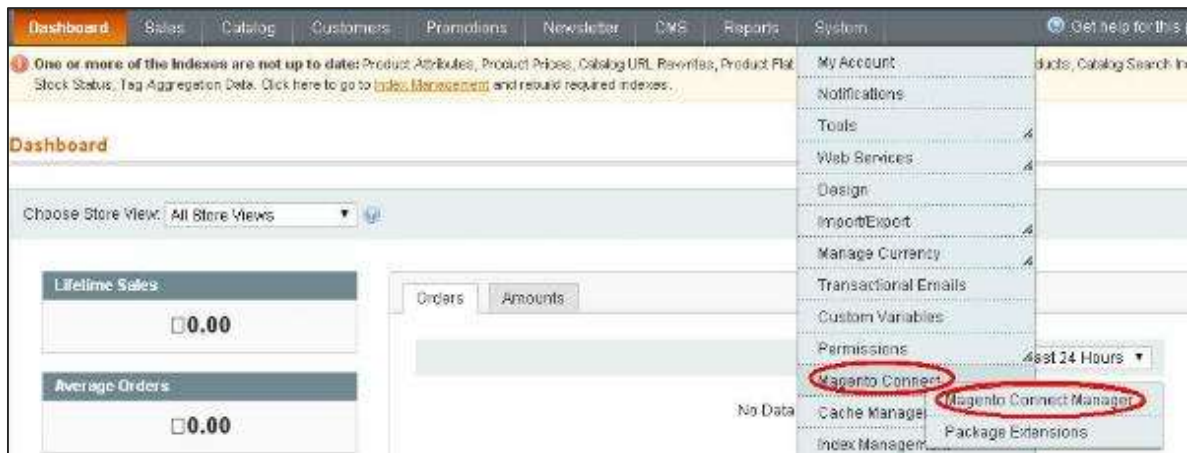 Dashboard Sales Catalog Customers Promotions Newsletter CMS Reports System Get help for this
One or more of the Indexes are not up to date: Product Attributes, Product Prices, Catalog URL Rewrites, Product Flat ducts, Catalog Search In
Stock Status, Tag Aggregation Data. Click here to go to Index Management and rebuild required indexes.
My Account
Notifications
Tools
Web Services
Design
Import/Export
Manage Currency
Transactional Emails
Custom Variables
Permissions
Magento Connect
Cache Manage
Index Managem
Magento Connect Manager
Package Extensions
Dashboard
Choose Store View: All Store Views
Lifetime Sales
0.00
Average Orders
0.00
Orders Amounts
ast 24 Hours
No Data